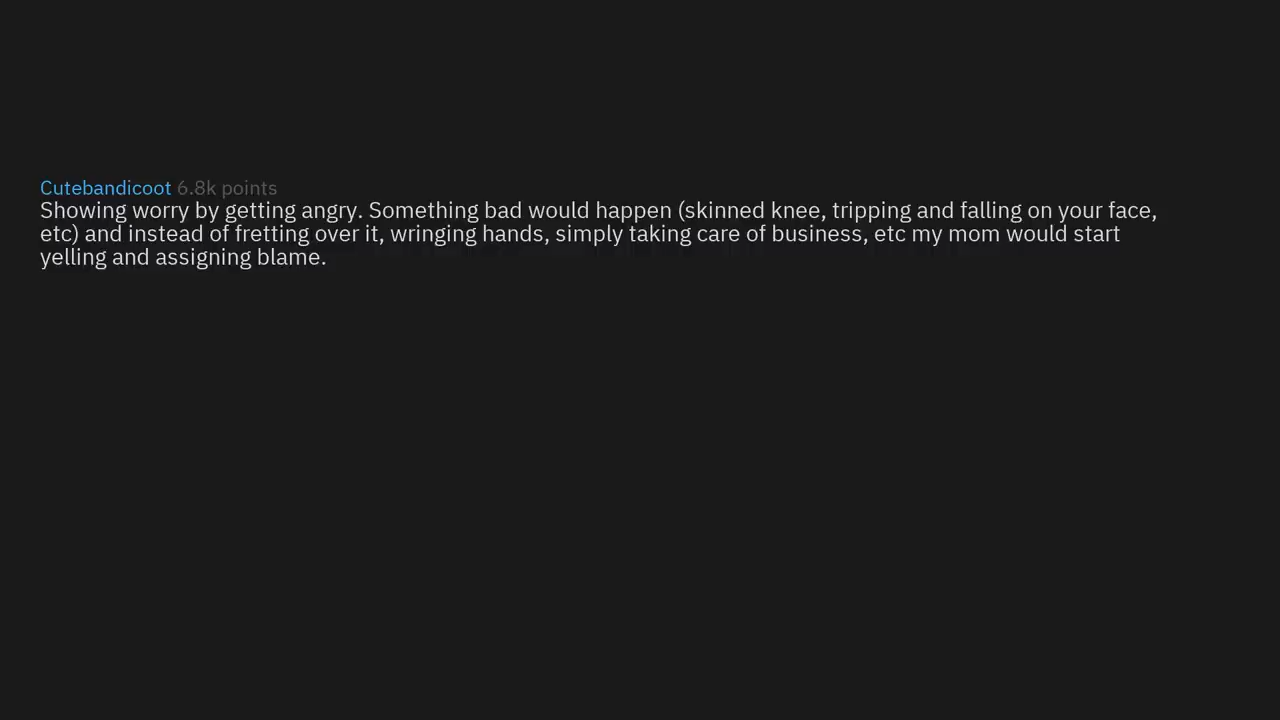 Cutebandicoot 6.8k points
Showing worry by getting angry. Something bad would happen (skinned knee, tripping and falling on your face,
etc) and instead of fretting over it, wringing hands, simply taking care of business, etc my mom would start
yelling and assigning blame.